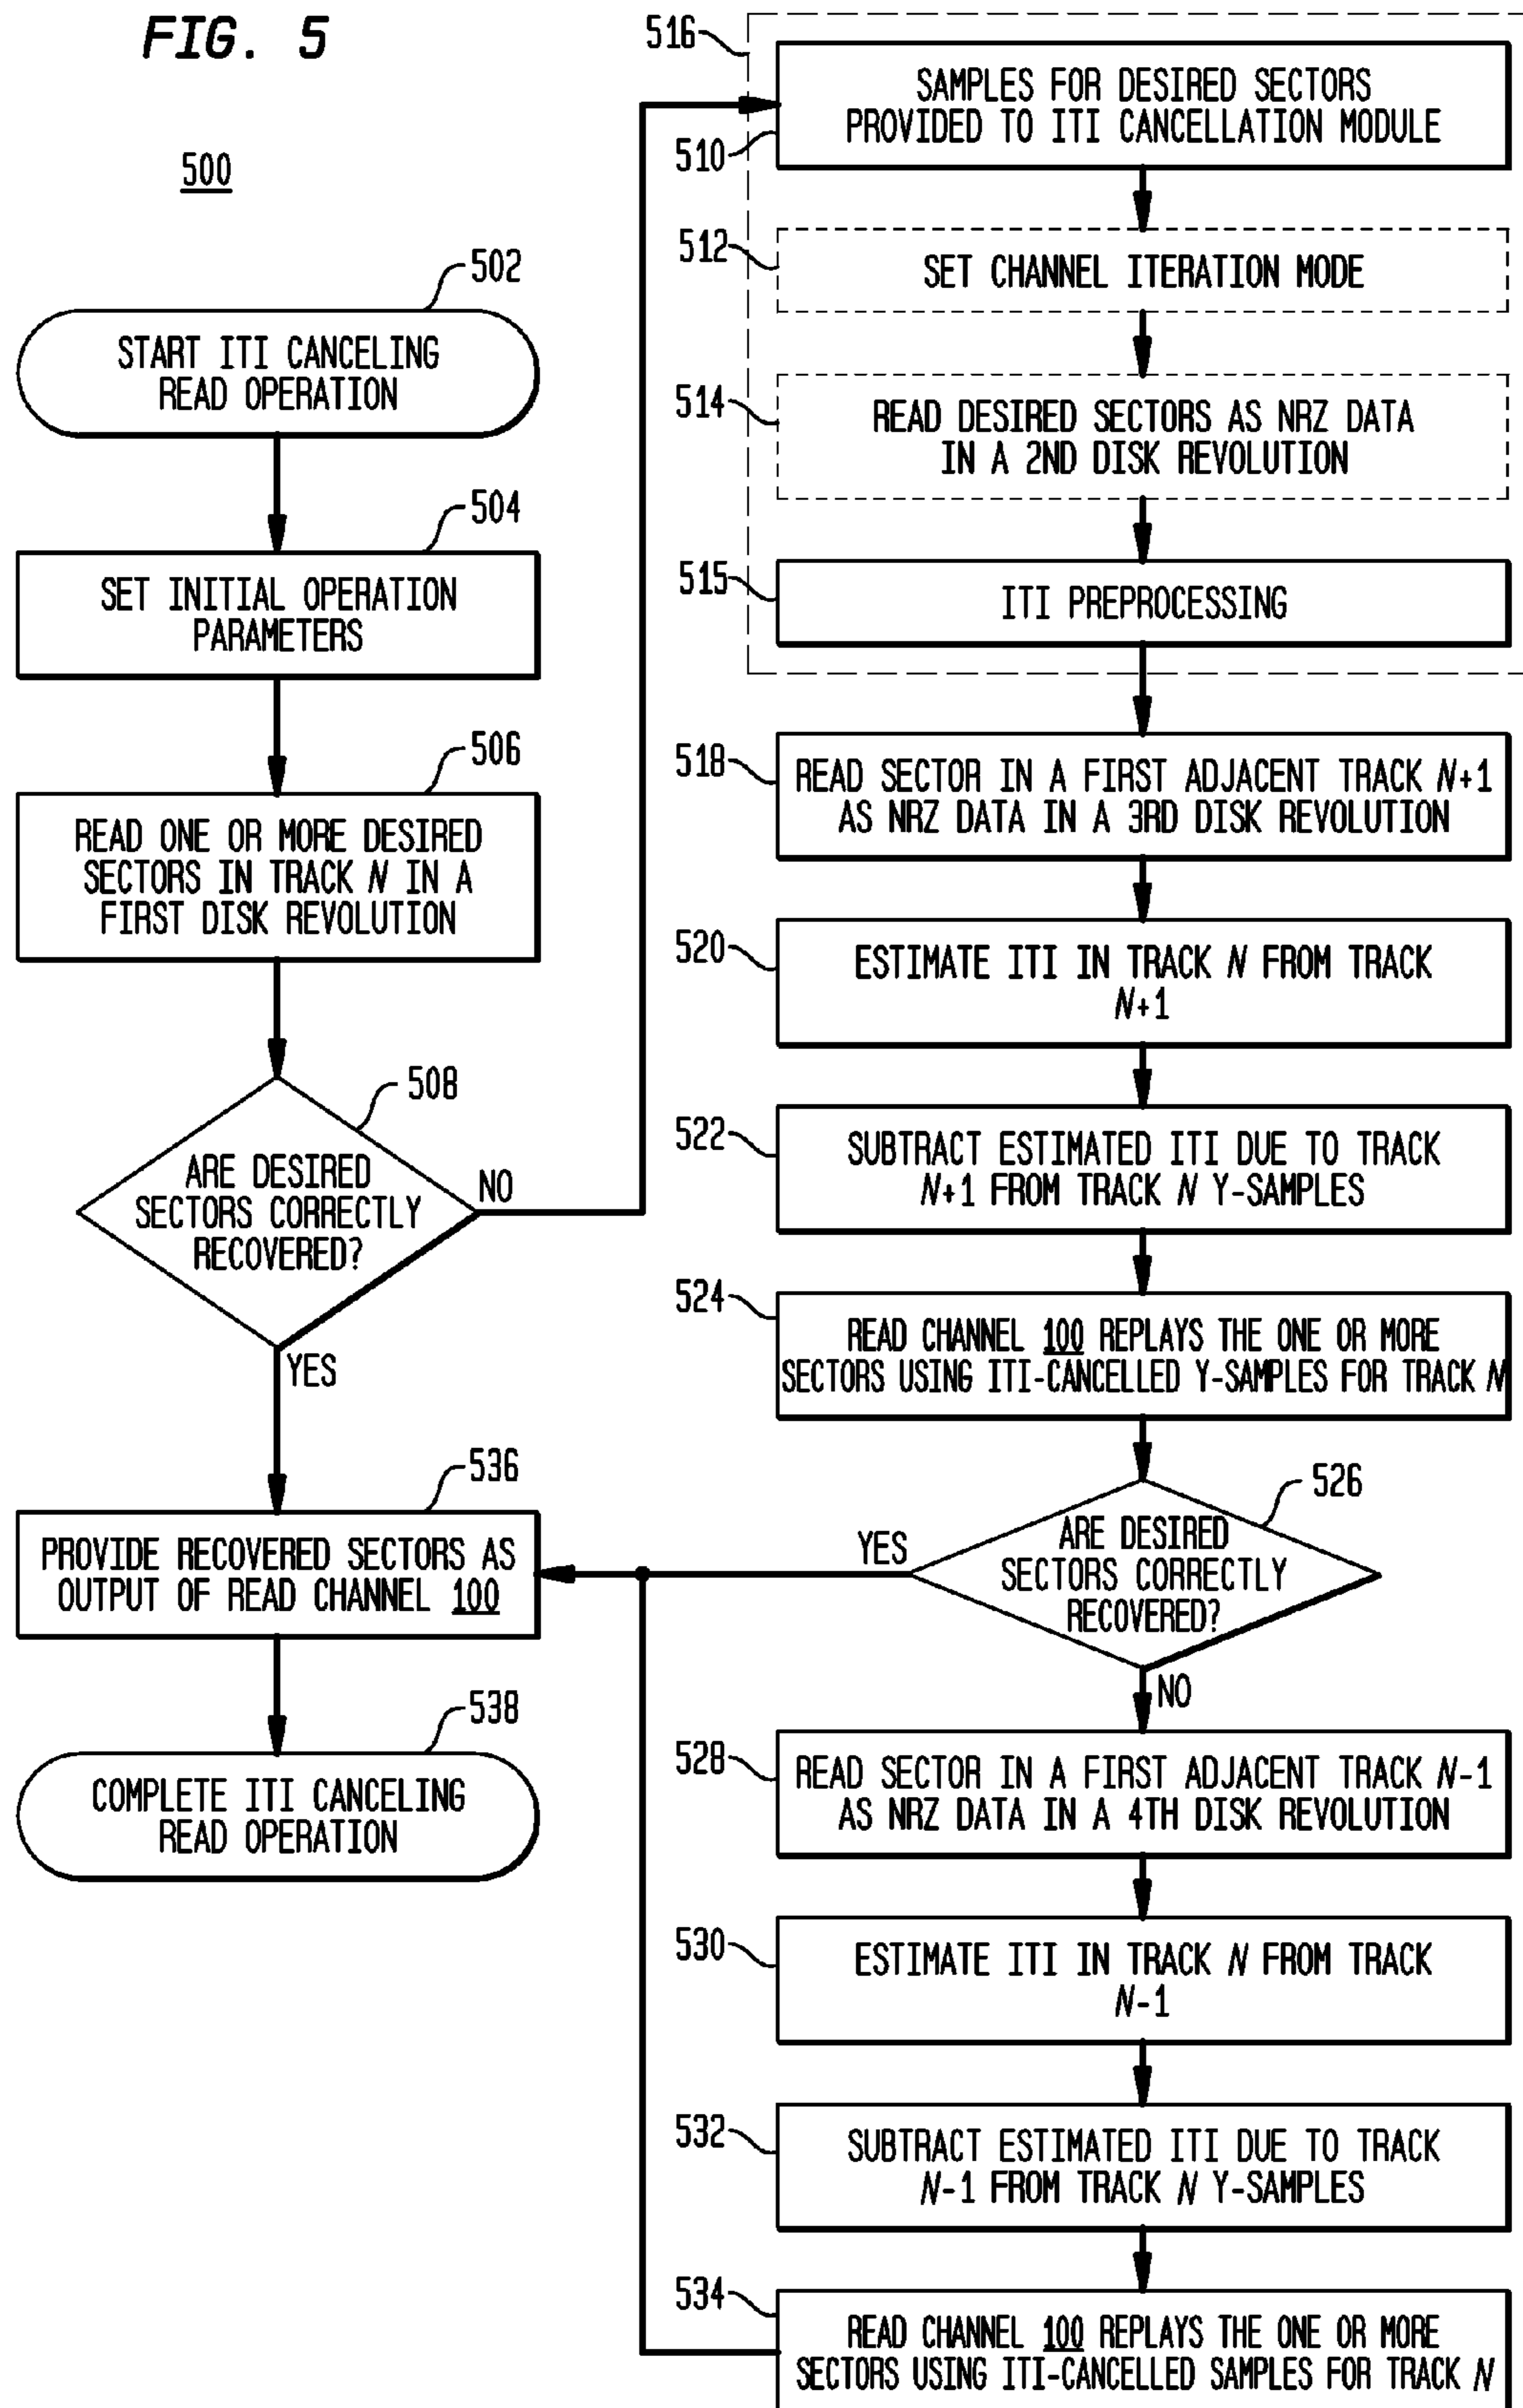 FIG. 5
500
502
START ITI CANCELING
READ OPERATION
504
SET INITIAL OPERATION
PARAMETERS
506
READ ONE OR MORE DESIRED
SECTORS IN TRACK N IN A
FIRST DISK REVOLUTION
508
ARE DESIRED
SECTORS CORRECTLY
RECOVERED?
NO
YES
536
PROVIDE RECOVERED SECTORS AS
OUTPUT OF READ CHANNEL 100
538
COMPLETE ITI CANCELING
READ OPERATION
516
510
SAMPLES FOR DESIRED SECTORS
PROVIDED TO ITI CANCELLATION MODULE
512
SET CHANNEL ITERATION MODE
514
READ DESIRED SECTORS AS NRZ DATA
IN A 2ND DISK REVOLUTION
515
ITI PREPROCESSING
518
READ SECTOR IN A FIRST ADJACENT TRACK N+1
AS NRZ DATA IN A 3RD DISK REVOLUTION
520
ESTIMATE ITI IN TRACK N FROM TRACK
N+1
522
SUBTRACT ESTIMATED ITI DUE TO TRACK
N+1 FROM TRACK N Y-SAMPLES
524
READ CHANNEL 100 REPLAYS THE ONE OR MORE
SECTORS USING ITI-CANCELLED Y-SAMPLES FOR TRACK N
526
ARE DESIRED
SECTORS CORRECTLY
RECOVERED?
YES
NO
528
READ SECTOR IN A FIRST ADJACENT TRACK N-1
AS NRZ DATA IN A 4TH DISK REVOLUTION
530
ESTIMATE ITI IN TRACK N FROM TRACK
N-1
532
SUBTRACT ESTIMATED ITI DUE TO TRACK
N-1 FROM TRACK N Y-SAMPLES
534
READ CHANNEL 100 REPLAYS THE ONE OR MORE
SECTORS USING ITI-CANCELLED SAMPLES FOR TRACK N